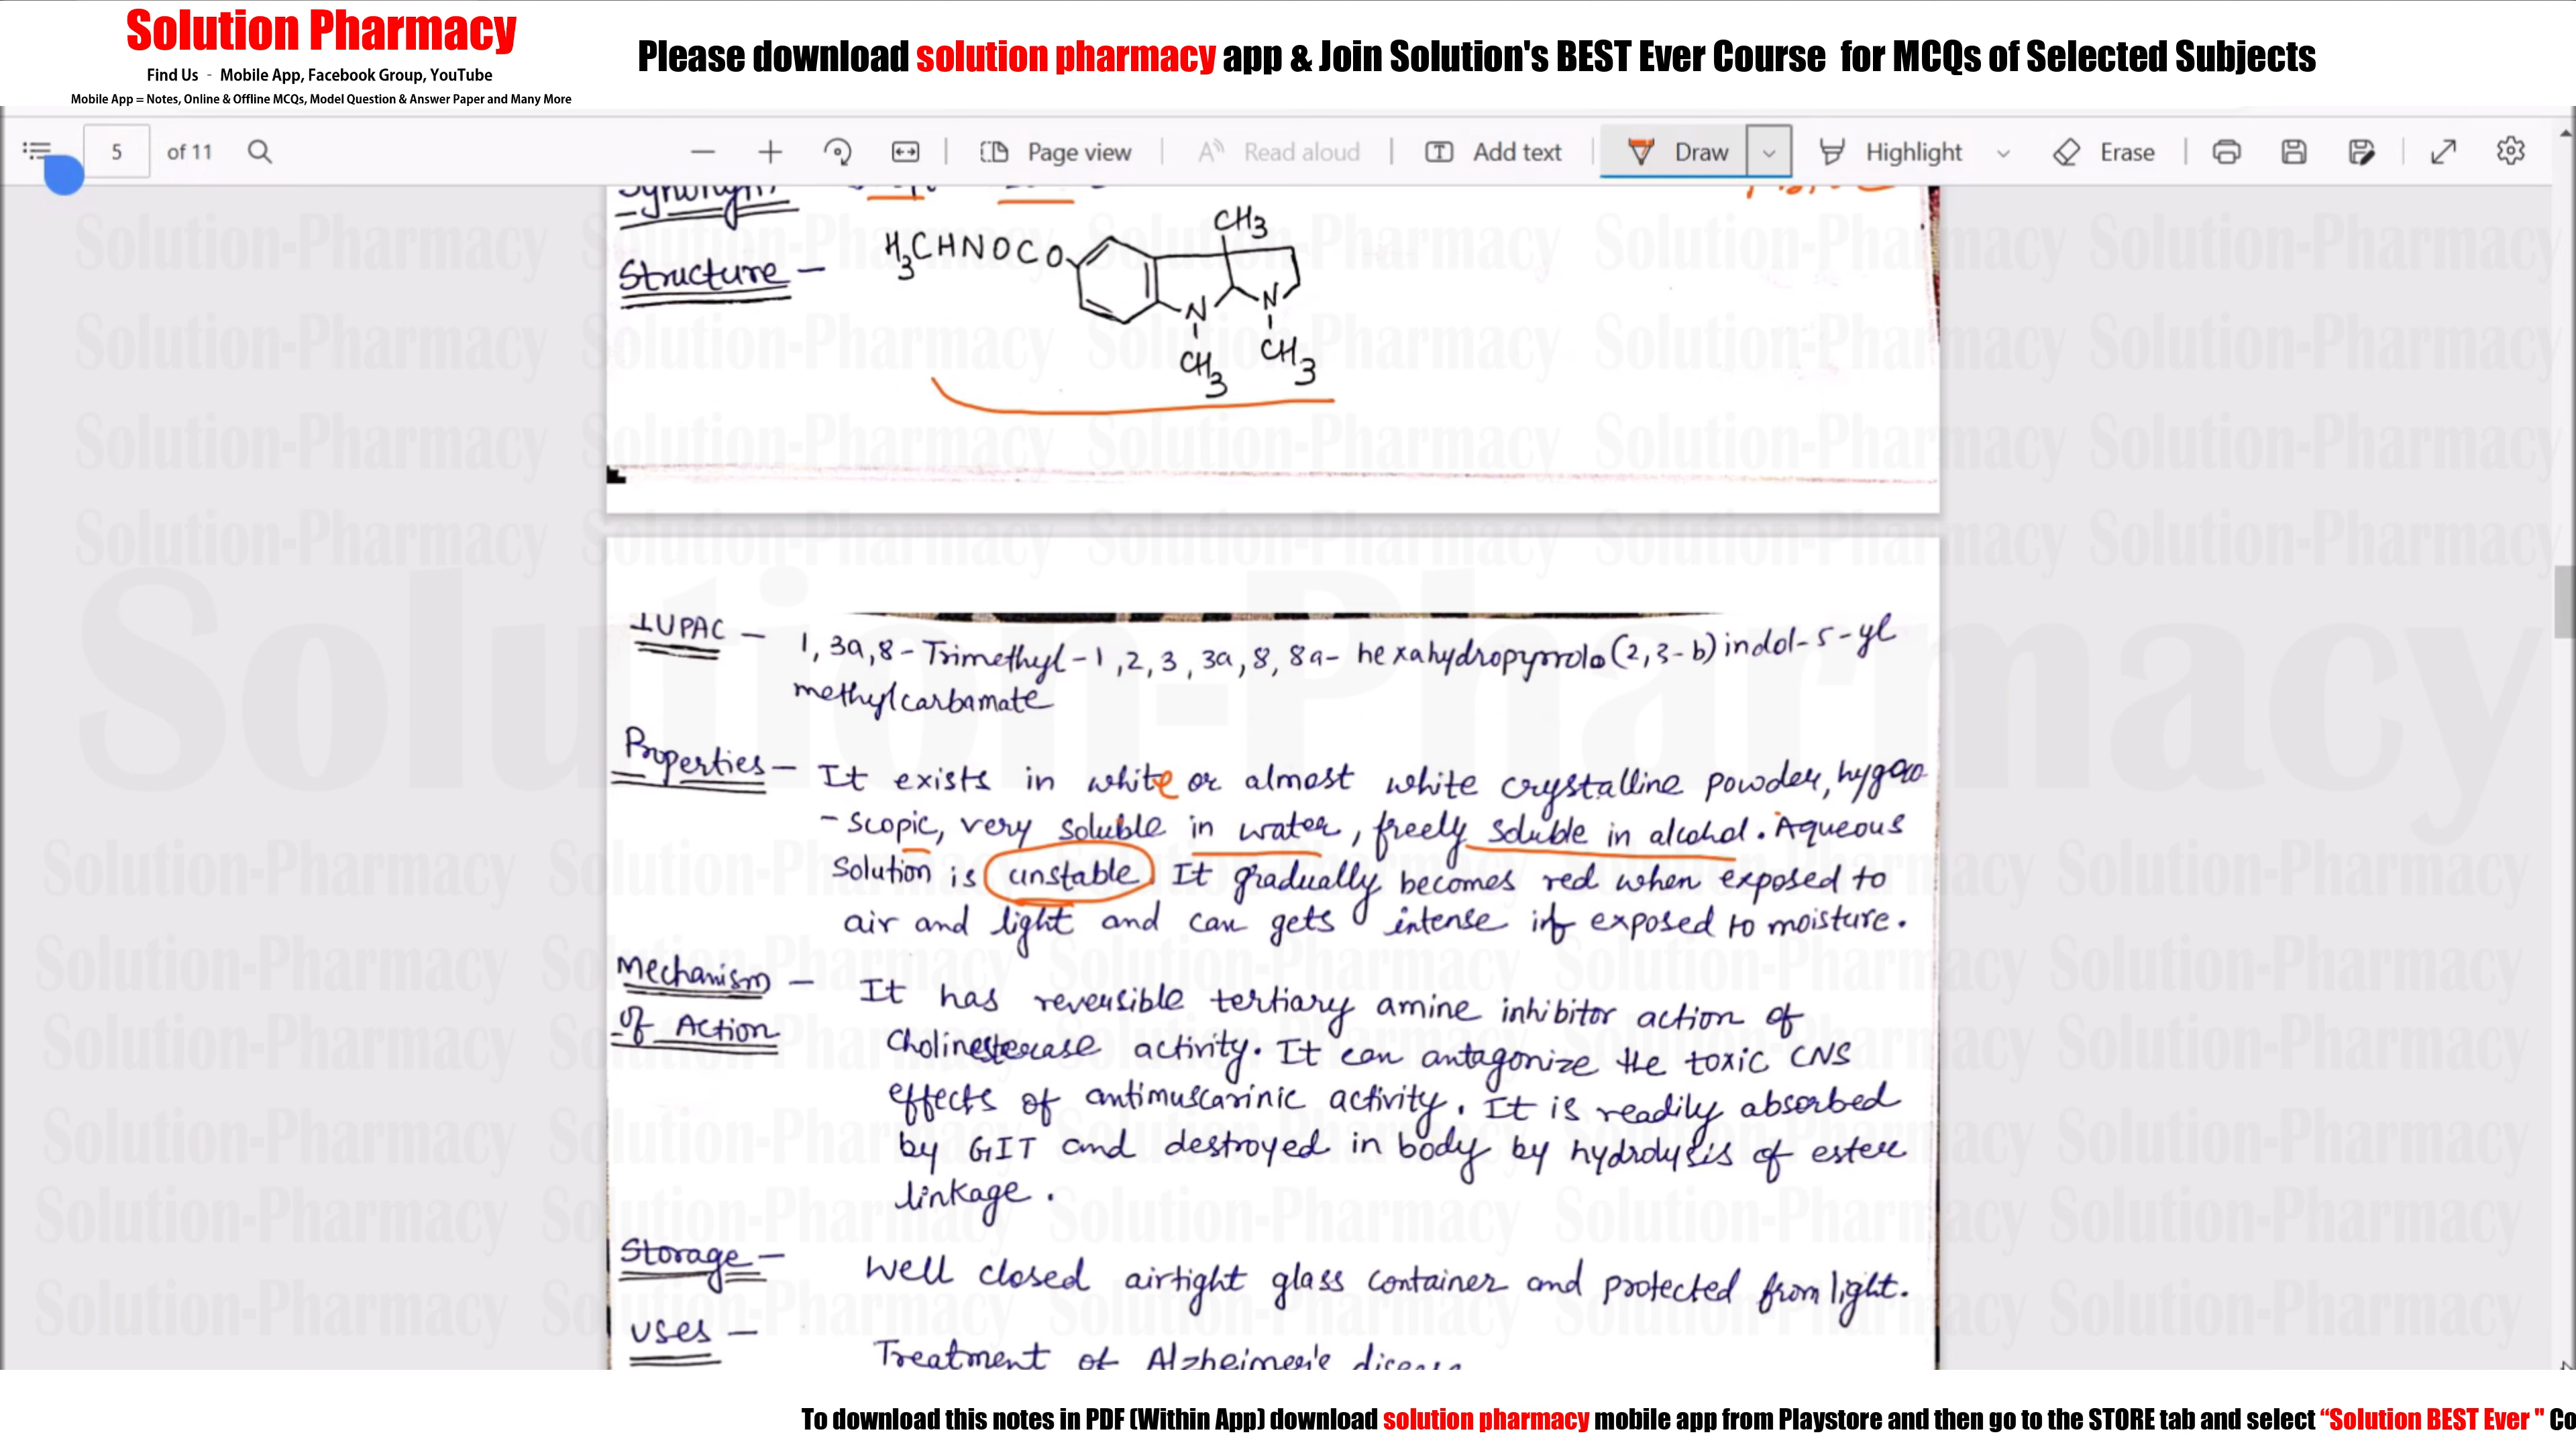 Solution Pharmacy
Find Us - Mobile App, Facebook Group, YouTube
Mobile App = Notes, Online & Offline MCQs, Model Question & Answer Paper and Many More
Please download solution pharmacy app & Join Solution's BEST Ever Course for MCQs of Selected Subjects
5 of 11 Page view Read aloud Add text Draw Highlight Erase
Synonym
Structure - H3CHNOCO
CH3
N N
CH3 CH3
IUPAC - 1, 3a, 8 - Trimethyl - 1, 2, 3, 3a, 8, 8a - hexahydropyrrolo (2, 3 - b) indol - 5 - yl
methylcarbamate
Properties - It exists in white or almost white crystalline powder, hygro
- scopic, very soluble in water, freely soluble in alcohol. Aqueous
Solution is unstable It gradually becomes red when exposed to
air and light and can gets intense if exposed to moisture.
Mechanism of Action - It has reversible tertiary amine inhibitor action of
Cholinesterase activity. It can antagonize the toxic CNS
effects of antimuscarinic activity. It is readily absorbed
by GIT and destroyed in body by hydrolysis of ester
linkage.
Storage - Well closed airtight glass container and protected from light.
Uses - Treatment of Alzheimer's disease
To download this notes in PDF (Within App) download solution pharmacy mobile app from Playstore and then go to the STORE tab and select "Solution BEST Ever " Co
Solution-Pharmacy